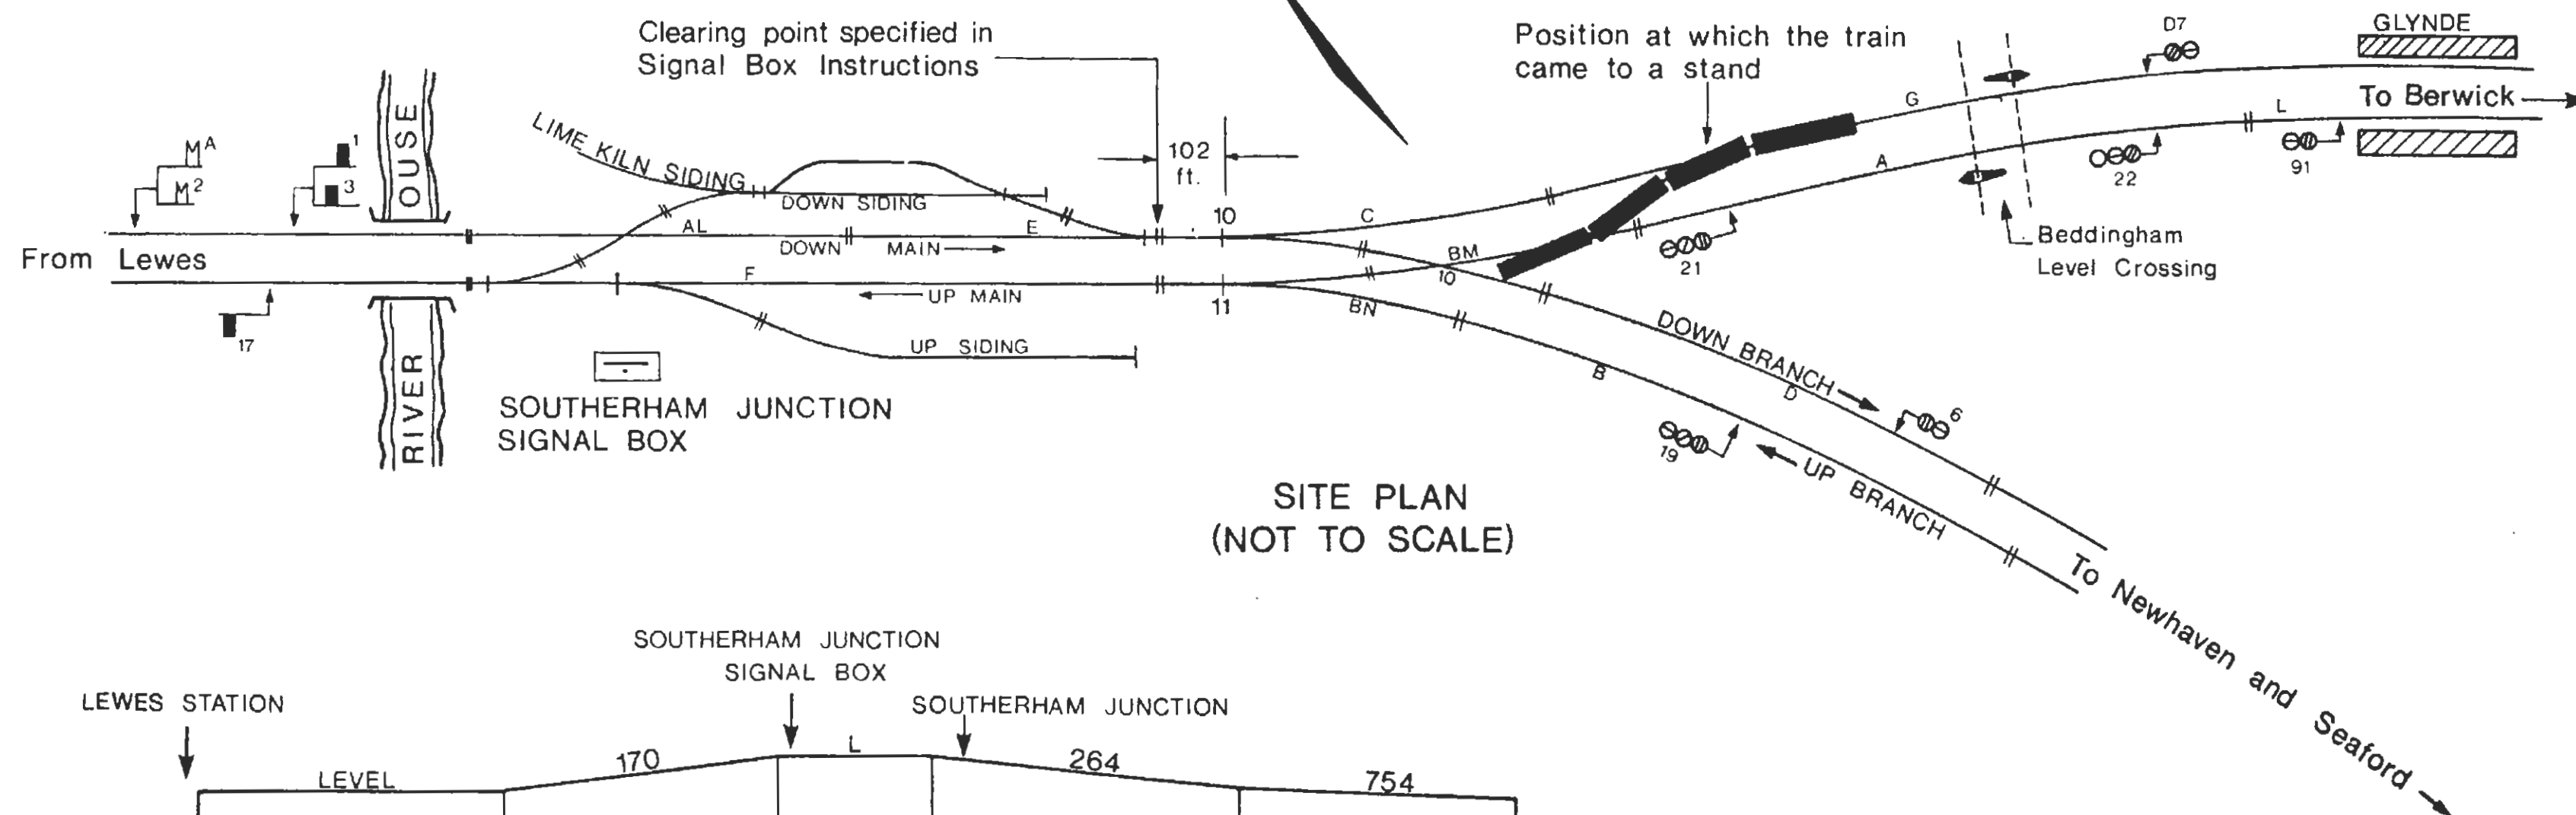 Clearing point specified in
Signal Box Instructions
Position at which the train
came to a stand
D7
GLYNDE
To Berwick
G
L
91
22
A
21
Beddingham
Level Crossing
OUSE
RIVER
MA
M2
1
3
17
From Lewes
LIME KILN SIDING
DOWN SIDING
AL
E
DOWN MAIN
F
UP MAIN
UP SIDING
102
ft.
10
11
C
BM
10
BN
B
DOWN BRANCH
D
6
19
UP BRANCH
To Newhaven and Seaford
SOUTHERHAM JUNCTION
SIGNAL BOX
SITE PLAN
(NOT TO SCALE)
LEWES STATION
SOUTHERHAM JUNCTION
SIGNAL BOX
SOUTHERHAM JUNCTION
LEVEL
170
L
264
754